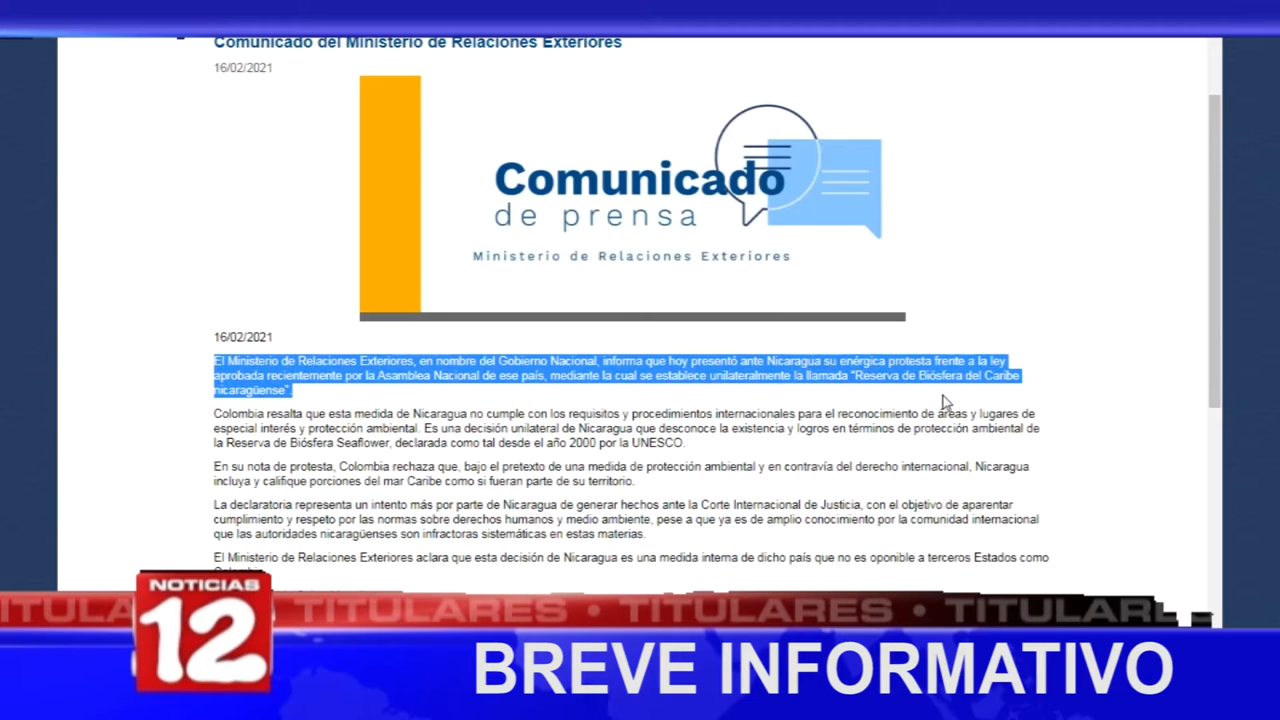 Comunicado del Ministerio de Relaciones Exteriores
16/02/2021
Comunicado
de prensa
Ministerio de Relaciones Exteriores
16/02/2021
El Ministerio de Relaciones Exteriores, en nombre del Gobierno Nacional, informa que hoy presentó ante Nicaragua su enérgica protesta frente a la ley
aprobada recientemente por la Asamblea Nacional de ese país, mediante la cual se establece unilateralmente la llamada "Reserva de Biósfera del Caribe
nicaragüense".
Colombia resalta que esta medida de Nicaragua no cumple con los requisitos y procedimientos internacionales para el reconocimiento de áreas y lugares de
especial interés y protección ambiental. Es una decisión unilateral de Nicaragua que desconoce la existencia y logros en términos de protección ambiental de
la Reserva de Biósfera Seaflower, declarada como tal desde el año 2000 por la UNESCO.
En su nota de protesta, Colombia rechaza que, bajo el pretexto de una medida de protección ambiental y en contravía del derecho internacional, Nicaragua
incluya y califique porciones del mar Caribe como si fueran parte de su territorio.
La declaratoria representa un intento más por parte de Nicaragua de generar hechos ante la Corte Internacional de Justicia, con el objetivo de aparentar
cumplimiento y respeto por las normas sobre derechos humanos y medio ambiente, pese a que ya es de amplio conocimiento por la comunidad internacional
que las autoridades nicaragüenses son infractoras sistemáticas en estas materias.
El Ministerio de Relaciones Exteriores aclara que esta decisión de Nicaragua es una medida interna de dicho país que no es oponible a terceros Estados como
NOTICIAS
12
TITULA
TITULARES • TITULARES • TITULARE
BREVE INFORMATIVO